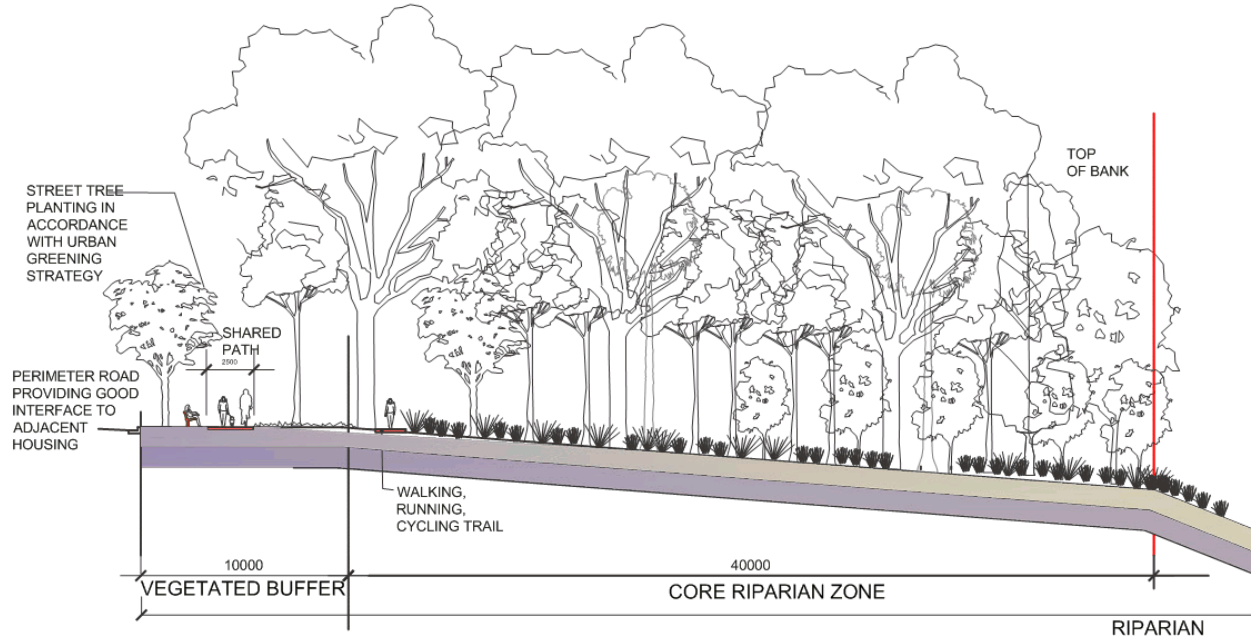 STREET TREE
PLANTING IN
ACCORDANCE
WITH URBAN
GREENING
STRATEGY
SHARED
PATH
2500
TOP
OF BANK
PERIMETER ROAD
PROVIDING GOOD
INTERFACE TO
ADJACENT
HOUSING
WALKING,
RUNNING,
CYCLING TRAIL
10000
40000
VEGETATED BUFFER
CORE RIPARIAN ZONE
RIPARIAN